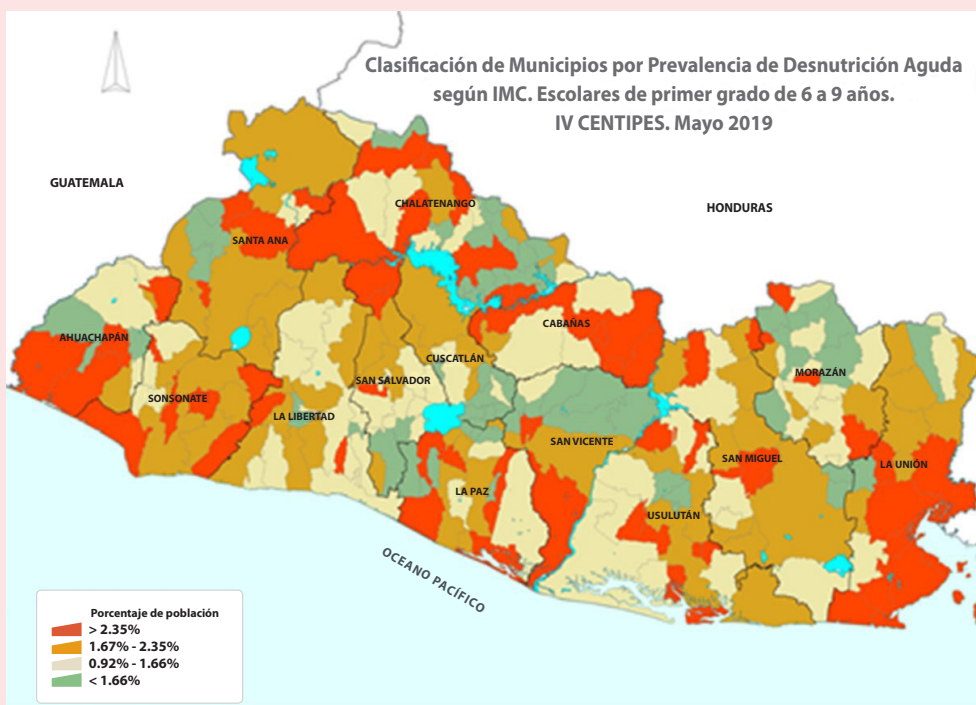 Clasificación de Municipios por Prevalencia de Desnutrición Aguda
según IMC. Escolares de primer grado de 6 a 9 años.
IV CENTIPES. Mayo 2019
GUATEMALA
HONDURAS
CHALATENANGO
SANTA ANA
AHUACHAPÁN
CABAÑAS
CUSCATLÁN
MORAZÁN
SAN SALVADOR
SONSONATE
LA LIBERTAD
SAN VICENTE
SAN MIGUEL
LA UNIÓN
LA PAZ
USULUTÁN
OCEANO PACÍFICO
Porcentaje de población
> 2.35%
1.67% - 2.35%
0.92% - 1.66%
< 1.66%